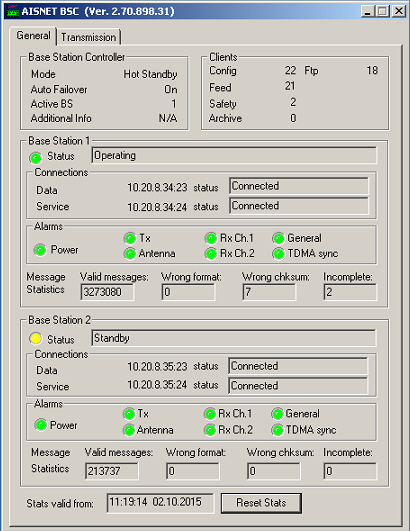 AISNET BSC (Ver. 2.70.898.31)
General Transmission
Base Station Controller
Mode Hot Standby
Auto Failover On
Active BS 1
Additional Info N/A
Clients
Config 22 Ftp 18
Feed 21
Safety 2
Archive 0
Base Station 1
Status Operating
Connections
Data 10.20.8.34:23 status Connected
Service 10.20.8.34:24 status Connected
Alarms
Power
Tx Rx Ch.1 General
Antenna Rx Ch.2 TDMA sync
Message Statistics
Valid messages: Wrong format: Wrong chksum: Incomplete:
3273080 0 7 2
Base Station 2
Status Standby
Connections
Data 10.20.8.35:23 status Connected
Service 10.20.8.35:24 status Connected
Alarms
Power
Tx Rx Ch.1 General
Antenna Rx Ch.2 TDMA sync
Message Statistics
Valid messages: Wrong format: Wrong chksum: Incomplete:
213737 0 0 0
Stats valid from: 11:19:14 02.10.2015 Reset Stats